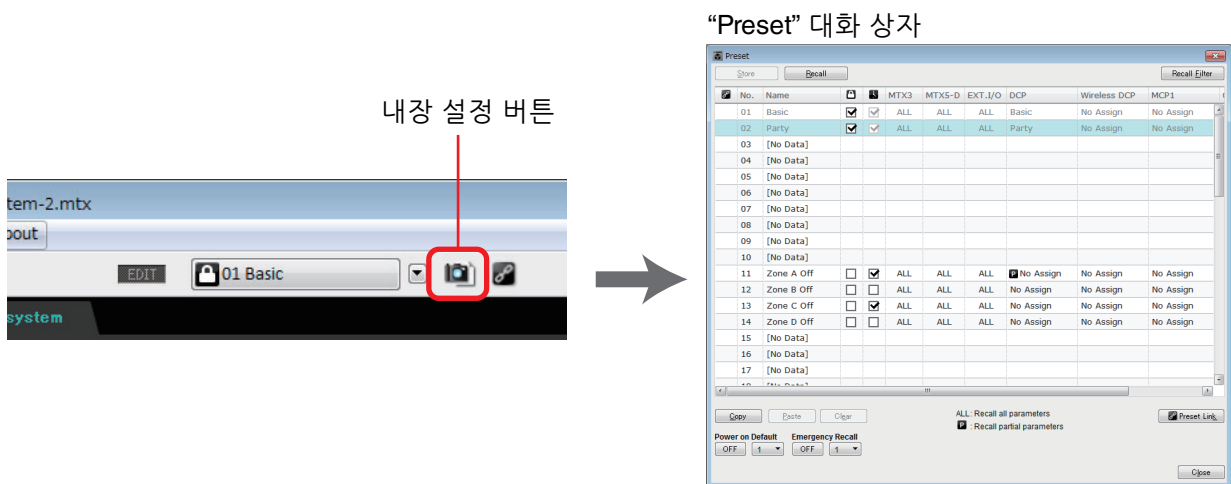 “Preset” 대화 상자
내장 설정 버튼
tem-2.mtx
bout
EDIT 01 Basic
system
Preset
Store Recall Recall Filter
No. Name MTX3 MTX5-D EXT.I/O DCP Wireless DCP MCP1
01 Basic ALL ALL ALL Basic No Assign No Assign
02 Party ALL ALL ALL Party No Assign No Assign
03 [No Data]
04 [No Data]
05 [No Data]
06 [No Data]
07 [No Data]
08 [No Data]
09 [No Data]
10 [No Data]
11 Zone A Off ALL ALL ALL P No Assign No Assign No Assign
12 Zone B Off ALL ALL ALL No Assign No Assign No Assign
13 Zone C Off ALL ALL ALL No Assign No Assign No Assign
14 Zone D Off ALL ALL ALL No Assign No Assign No Assign
15 [No Data]
16 [No Data]
17 [No Data]
Copy Paste Clear ALL: Recall all parameters Preset Link
P : Recall partial parameters
Power on Default Emergency Recall
OFF 1 OFF 1
Close